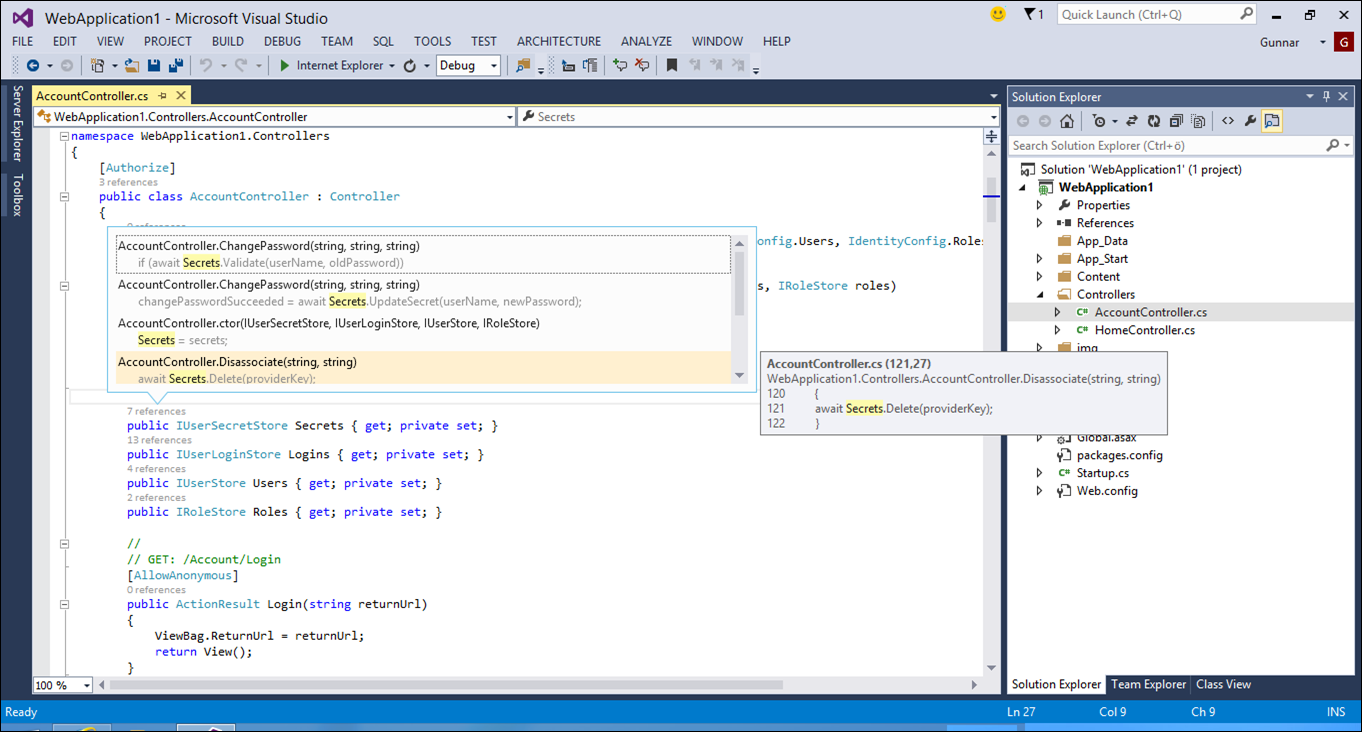 WebApplication1 - Microsoft Visual Studio
1
Quick Launch (Ctrl+Q)
FILE EDIT VIEW PROJECT BUILD DEBUG TEAM SQL TOOLS TEST ARCHITECTURE ANALYZE WINDOW HELP
Gunnar
G
Internet Explorer
Debug
Server Explorer
Toolbox
AccountController.cs
WebApplication1.Controllers.AccountController
Secrets
namespace WebApplication1.Controllers
{
[Authorize]
3 references
public class AccountController : Controller
{
onfig.Users, IdentityConfig.Roles
s, IRoleStore roles)
AccountController.ChangePassword(string, string, string)
if (await Secrets.Validate(userName, oldPassword))
AccountController.ChangePassword(string, string, string)
changePasswordSucceeded = await Secrets.UpdateSecret(userName, newPassword);
AccountController.ctor(IUserSecretStore, IUserLoginStore, IUserStore, IRoleStore)
Secrets = secrets;
AccountController.Disassociate(string, string)
await Secrets.Delete(providerKey);
AccountController.cs (121,27)
WebApplication1.Controllers.AccountController.Disassociate(string, string)
120 {
121 await Secrets.Delete(providerKey);
122 }
7 references
public IUserSecretStore Secrets { get; private set; }
13 references
public IUserLoginStore Logins { get; private set; }
4 references
public IUserStore Users { get; private set; }
2 references
public IRoleStore Roles { get; private set; }
//
// GET: /Account/Login
[AllowAnonymous]
0 references
public ActionResult Login(string returnUrl)
{
ViewBag.ReturnUrl = returnUrl;
return View();
}
100 %
Solution Explorer
Search Solution Explorer (Ctrl+ö)
Solution 'WebApplication1' (1 project)
WebApplication1
Properties
References
App_Data
App_Start
Content
Controllers
C# AccountController.cs
C# HomeController.cs
img
Global.asax
packages.config
C# Startup.cs
Web.config
Solution Explorer Team Explorer Class View
Ready
Ln 27
Col 9
Ch 9
INS